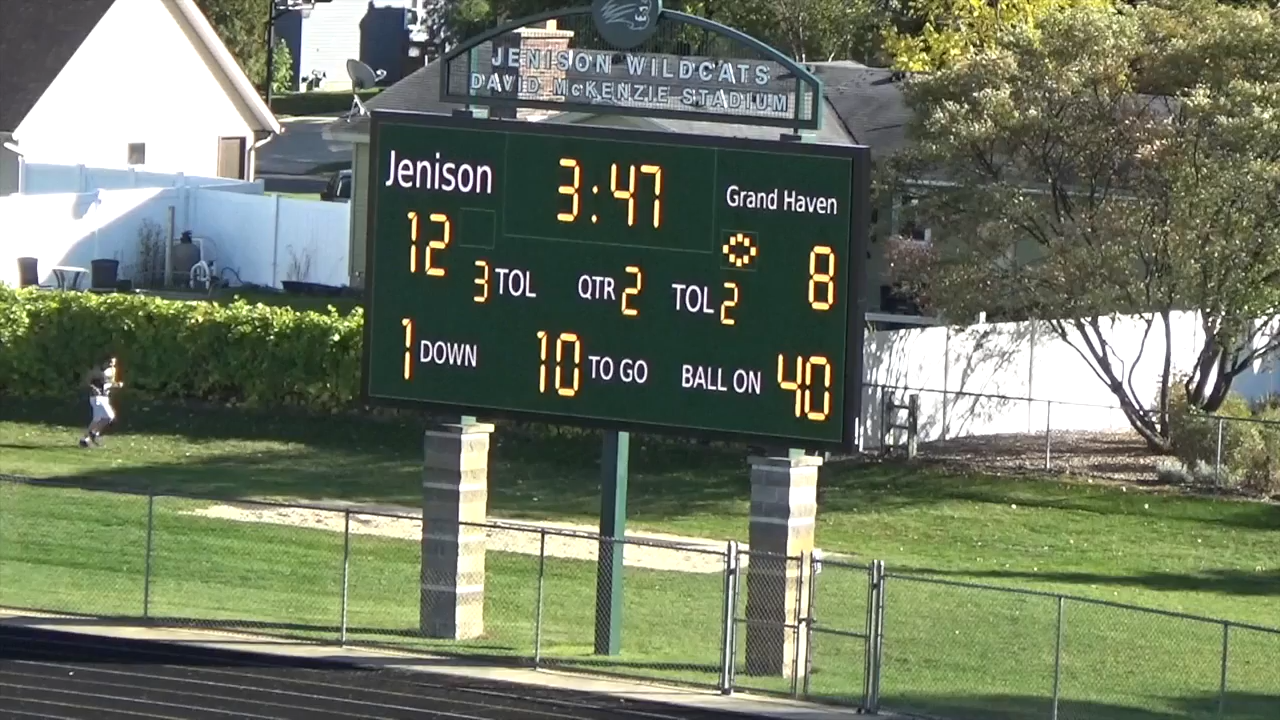 JENISON WILDCATS
DAVID McKENZIE STADIUM
Jenison 3:47 Grand Haven
12 8
3 TOL QTR 2 TOL 2
1 DOWN 10 TO GO BALL ON 40